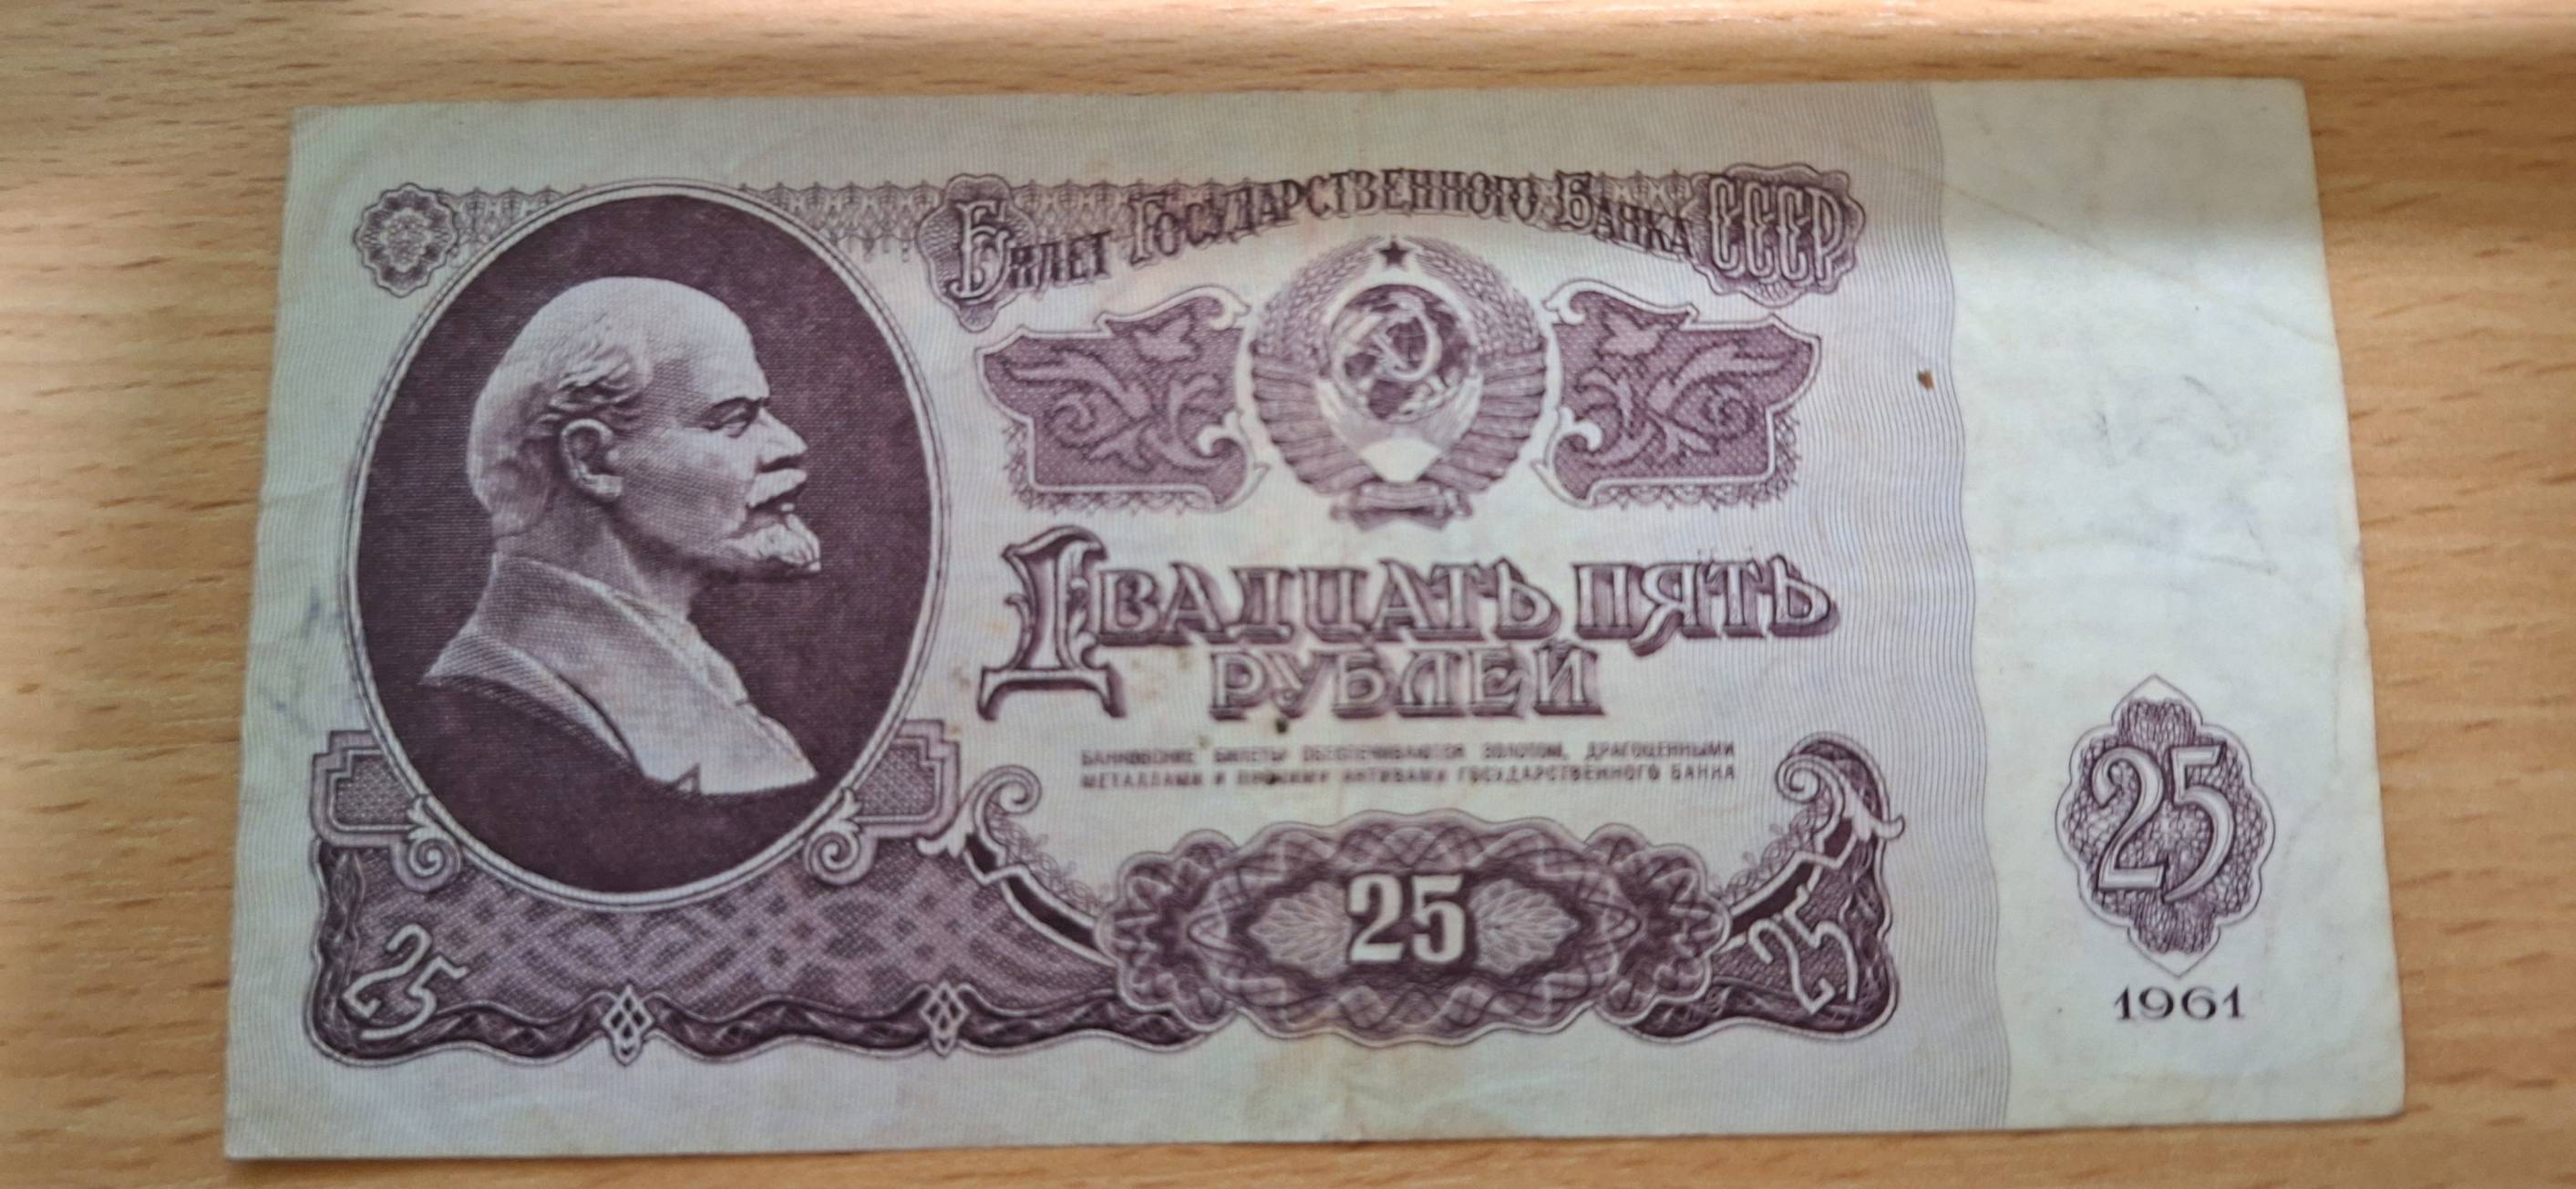 Билет Государственного Банка СССР
Двадцать пять
рублей
БАНКОВСКИЕ БИЛЕТЫ ОБЕСПЕЧИВАЮТСЯ ЗОЛОТОМ, ДРАГОЦЕННЫМИ
МЕТАЛЛАМИ И ПРОЧИМИ АКТИВАМИ ГОСУДАРСТВЕННОГО БАНКА
25
25
25
25
1961